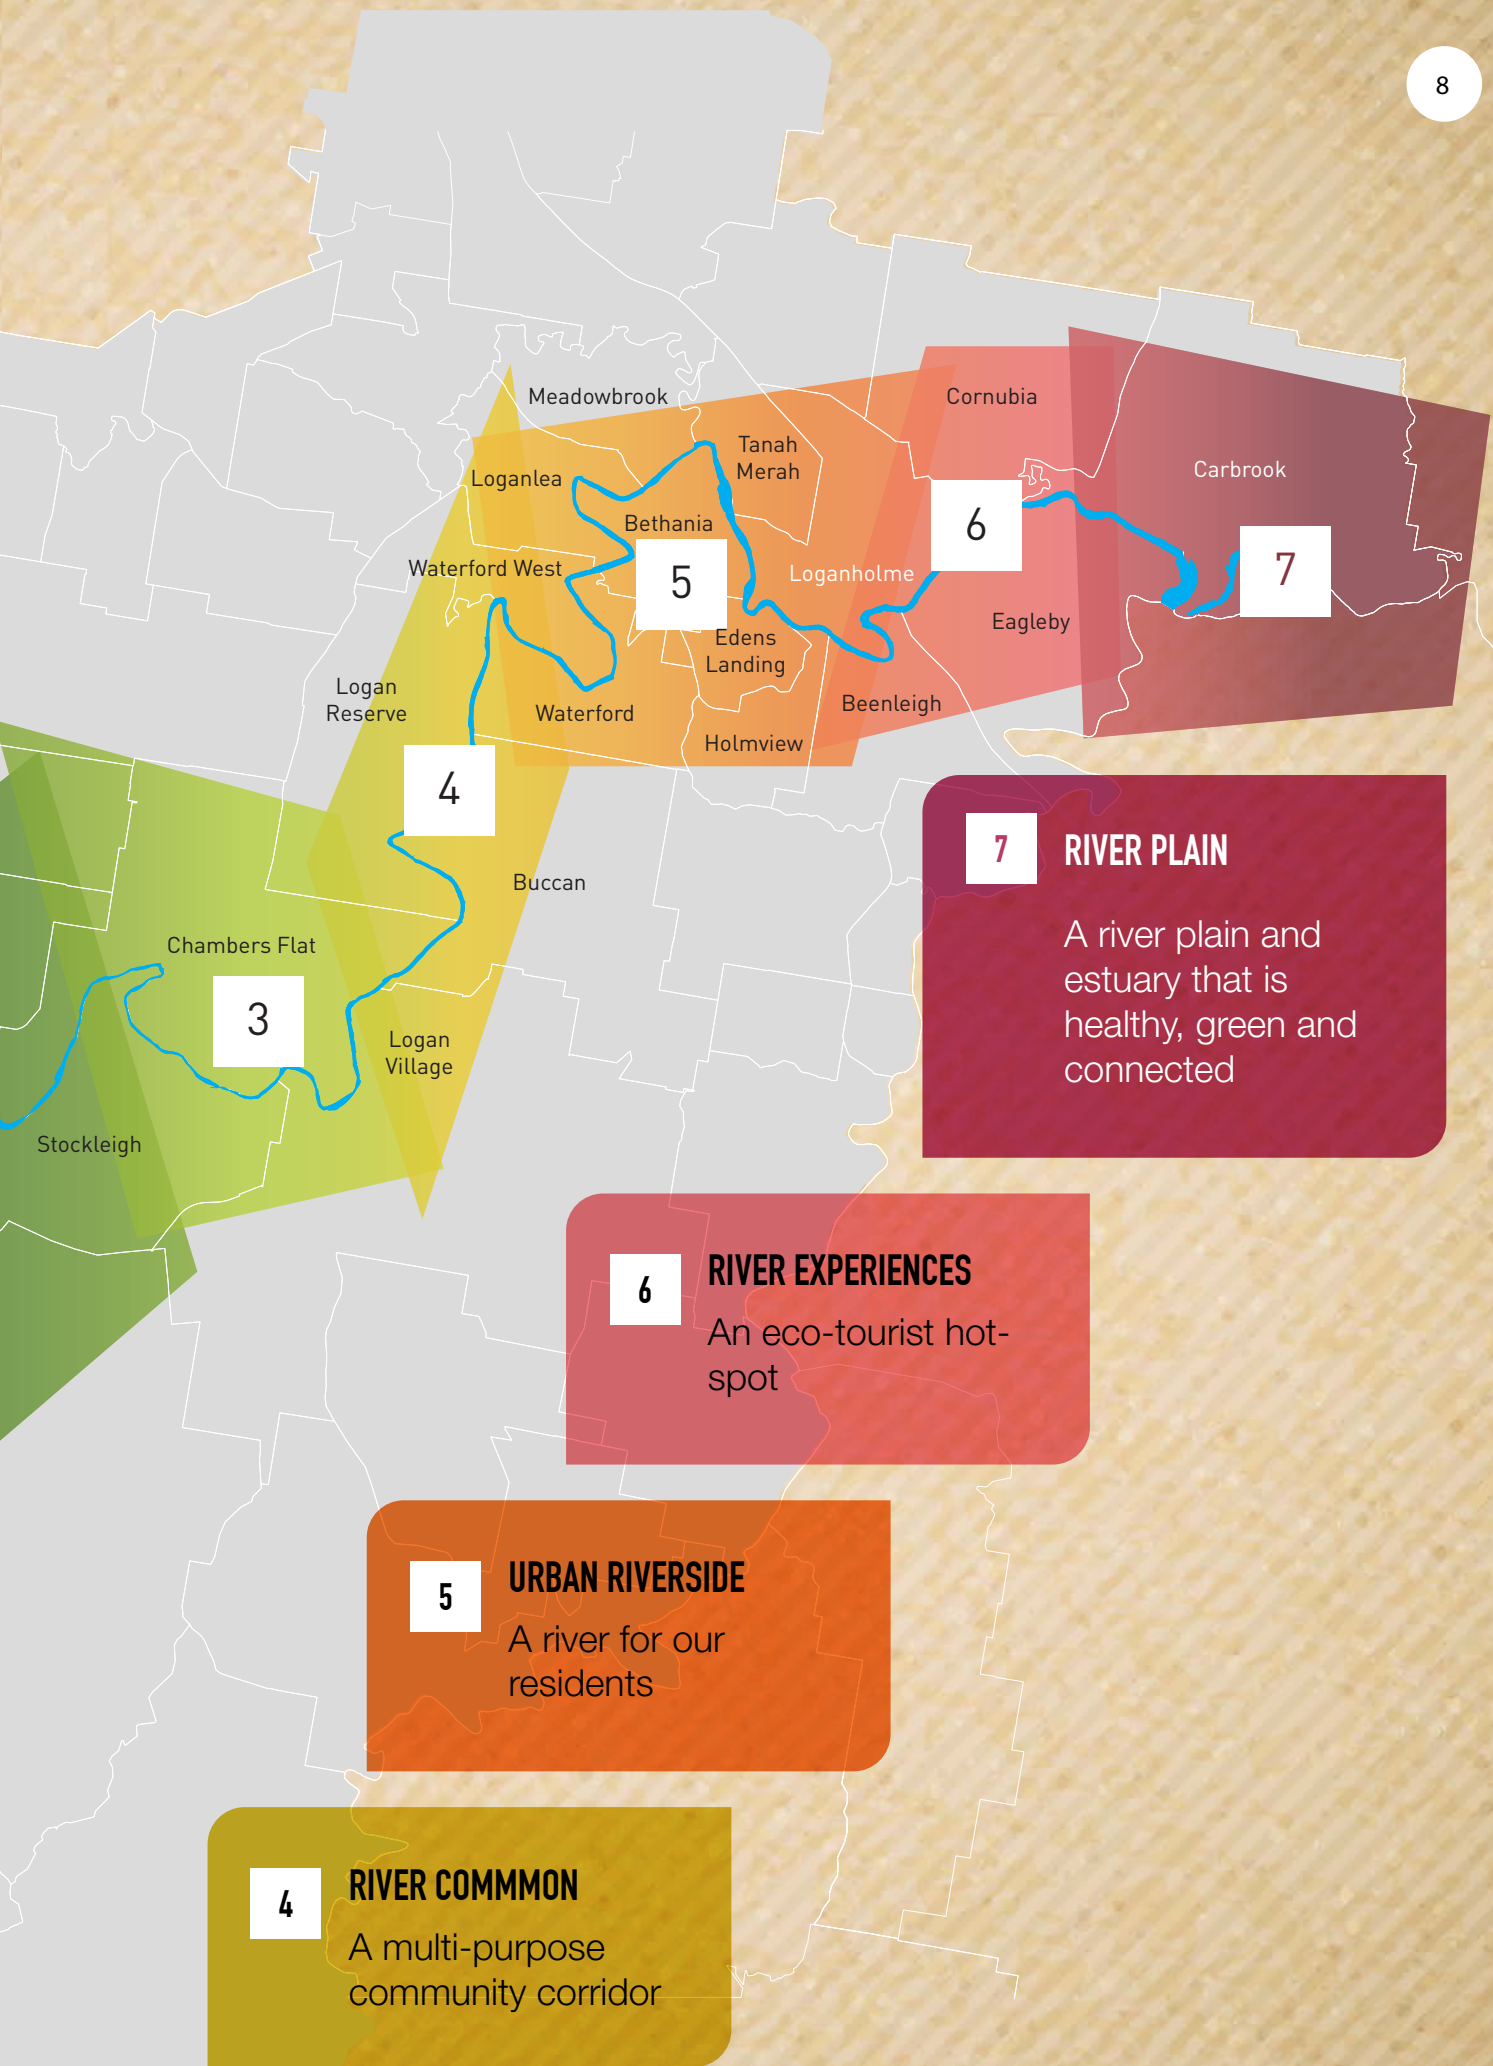 8
Meadowbrook
Cornubia
Tanah
Merah
Carbrook
Loganlea
Bethania
6
Waterford West
5
Loganholme
7
Eagleby
Edens
Landing
Logan
Reserve
Waterford
Beenleigh
Holmview
4
Buccan
Chambers Flat
3
Logan
Village
Stockleigh
7
RIVER PLAIN
A river plain and
estuary that is
healthy, green and
connected
6
RIVER EXPERIENCES
An eco-tourist hot-
spot
5
URBAN RIVERSIDE
A river for our
residents
4
RIVER COMMMON
A multi-purpose
community corridor